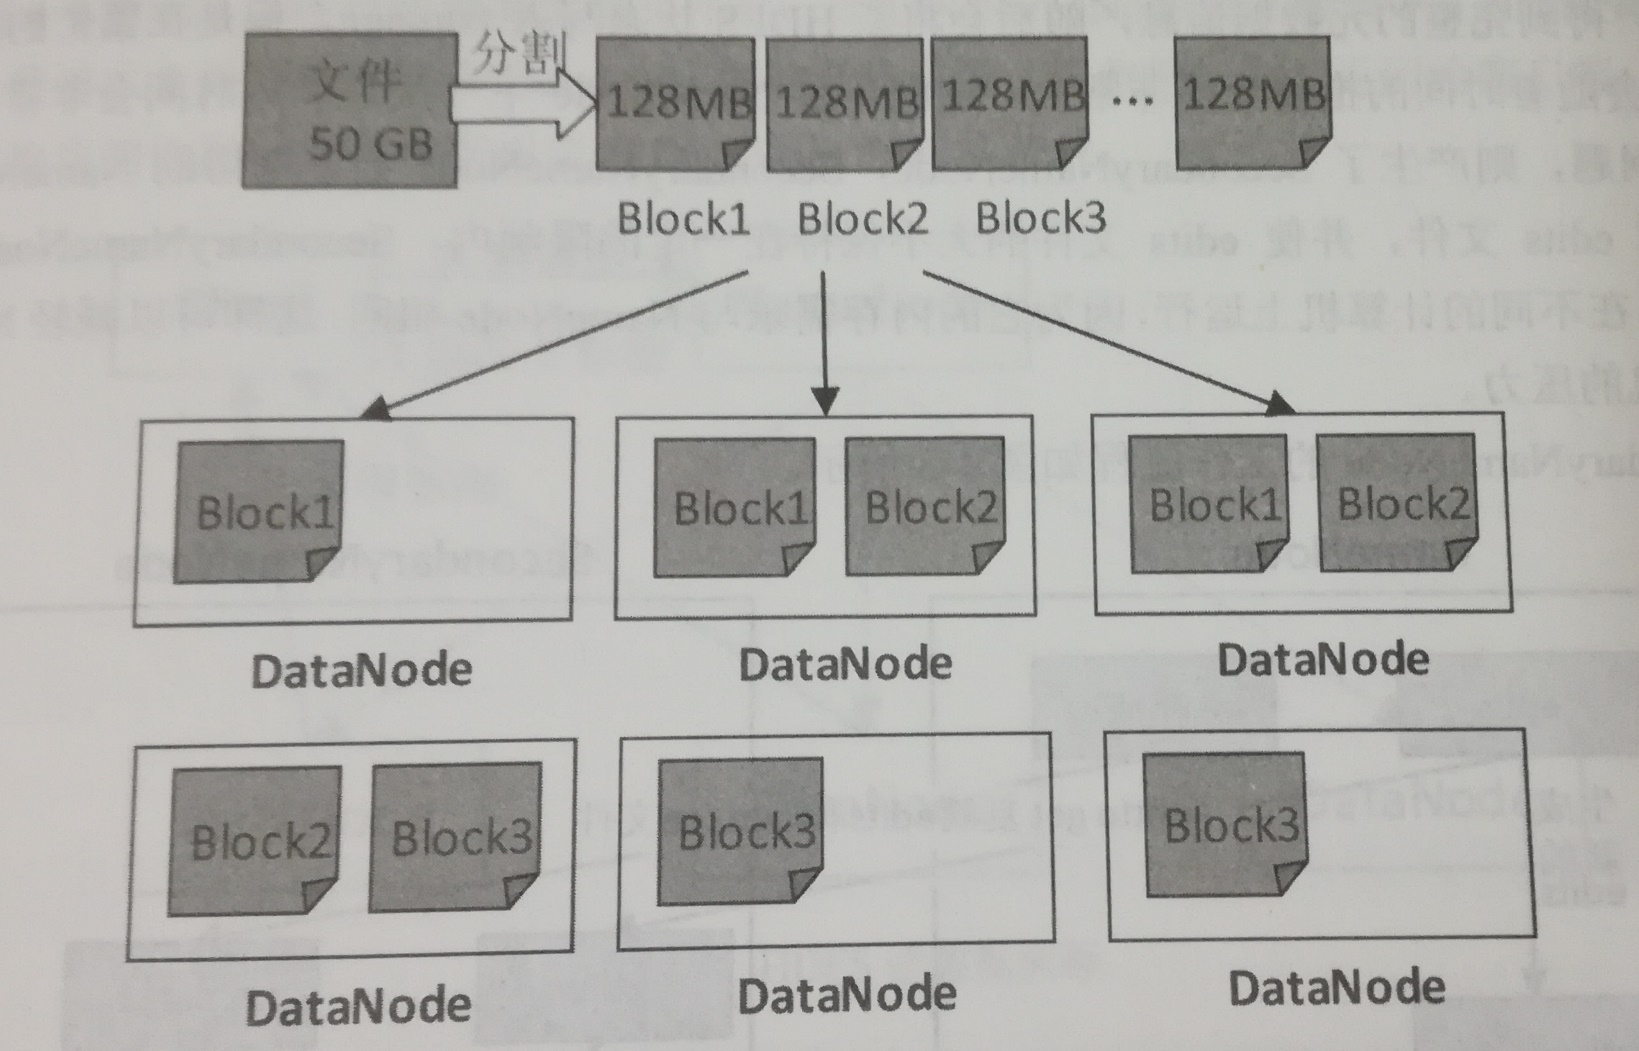 文件
50 GB
分割
128MB 128MB 128MB ... 128MB
Block1 Block2 Block3
Block1
Block1 Block2
Block1 Block2
DataNode DataNode DataNode
Block2 Block3
Block3
Block3
DataNode DataNode DataNode